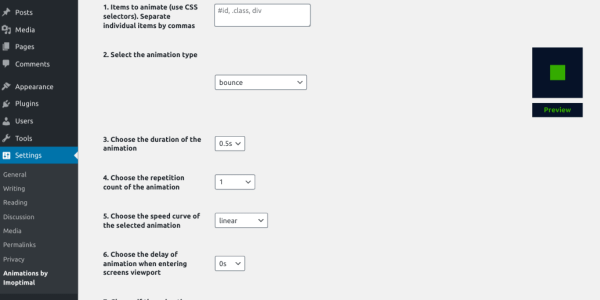 Posts
Media
Pages
Comments
Appearance
Plugins
Users
Tools
Settings
General
Writing
Reading
Discussion
Media
Permalinks
Privacy
Animations by
Imoptimal
1. Items to animate (use CSS
selectors). Separate
individual items by commas
#id, .class, div
2. Select the animation type
bounce
Preview
3. Choose the duration of the
animation
0.5s
4. Choose the repetition
count of the animation
1
5. Choose the speed curve of
the selected animation
linear
6. Choose the delay of
animation when entering
screens viewport
0s